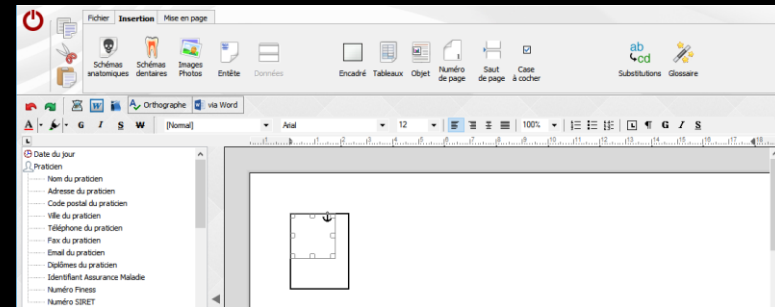 Fichier Insertion Mise en page
Schémas anatomiques
Schémas dentaires
Images Photos
Entête
Données
Encadré
Tableaux
Objet
Numéro de page
Saut de page
Case à cocher
Substitutions
Glossaire
Orthographe via Word
A G I S W [Normal] Arial 12 100% ¶ G I S
Date du jour
Praticien
Nom du praticien
Adresse du praticien
Code postal du praticien
Ville du praticien
Téléphone du praticien
Fax du praticien
Email du praticien
Diplômes du praticien
Identifiant Assurance Maladie
Numéro Finess
Numéro SIRET